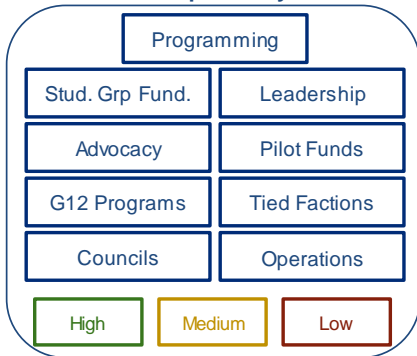 Programming
Stud. Grp Fund. Leadership
Advocacy Pilot Funds
G12 Programs Tied Factions
Councils Operations
High Medium Low